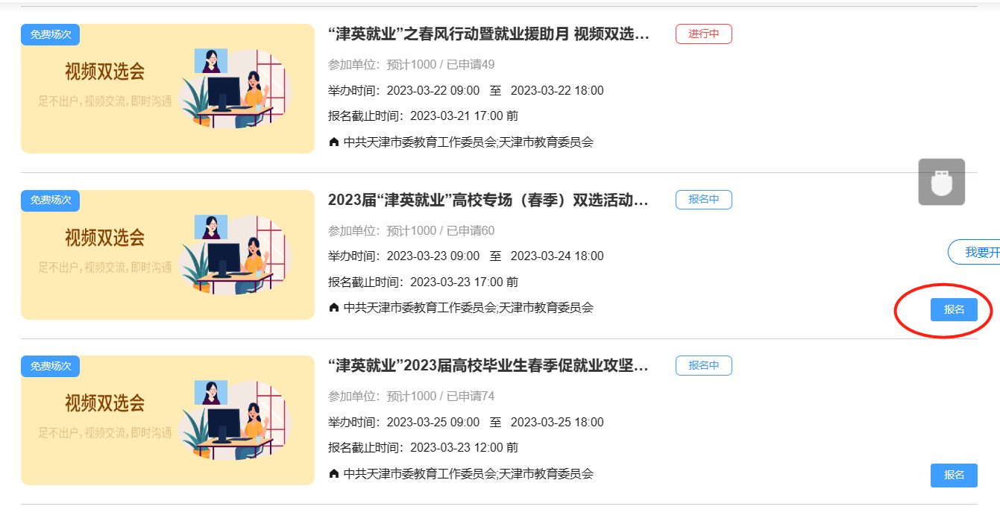 免费场次
视频双选会
足不出户,视频交流,即时沟通
“津英就业”之春风行动暨就业援助月 视频双选...
进行中
参加单位：预计1000 / 已申请49
举办时间：2023-03-22 09:00 至 2023-03-22 18:00
报名截止时间：2023-03-21 17:00 前
中共天津市委教育工作委员会;天津市教育委员会
免费场次
视频双选会
足不出户,视频交流,即时沟通
2023届“津英就业”高校专场（春季）双选活动...
报名中
参加单位：预计1000 / 已申请60
举办时间：2023-03-23 09:00 至 2023-03-24 18:00
报名截止时间：2023-03-23 17:00 前
中共天津市委教育工作委员会;天津市教育委员会
我要开
报名
免费场次
视频双选会
足不出户,视频交流,即时沟通
“津英就业”2023届高校毕业生春季促就业攻坚...
报名中
参加单位：预计1000 / 已申请74
举办时间：2023-03-25 09:00 至 2023-03-25 18:00
报名截止时间：2023-03-23 12:00 前
中共天津市委教育工作委员会;天津市教育委员会
报名